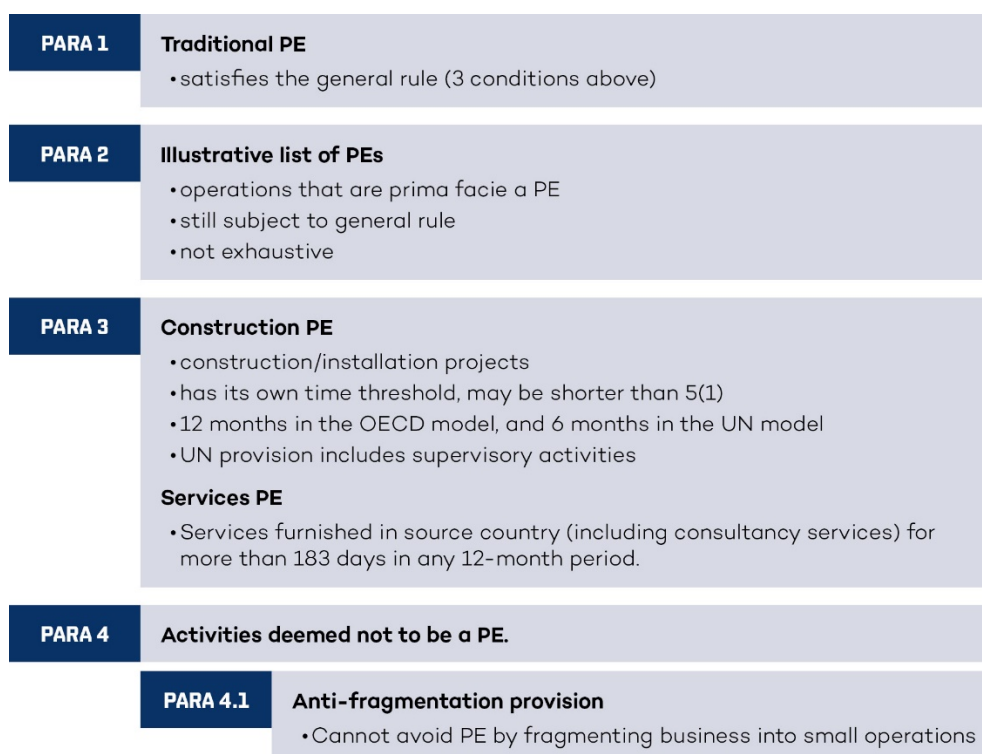 PARA 1
Traditional PE
•satisfies the general rule (3 conditions above)
PARA 2
Illustrative list of PEs
•operations that are prima facie a PE
•still subject to general rule
•not exhaustive
PARA 3
Construction PE
•construction/installation projects
•has its own time threshold, may be shorter than 5(1)
•12 months in the OECD model, and 6 months in the UN model
•UN provision includes supervisory activities
Services PE
•Services furnished in source country (including consultancy services) for
more than 183 days in any 12-month period.
PARA 4
Activities deemed not to be a PE.
PARA 4.1
Anti-fragmentation provision
•Cannot avoid PE by fragmenting business into small operations